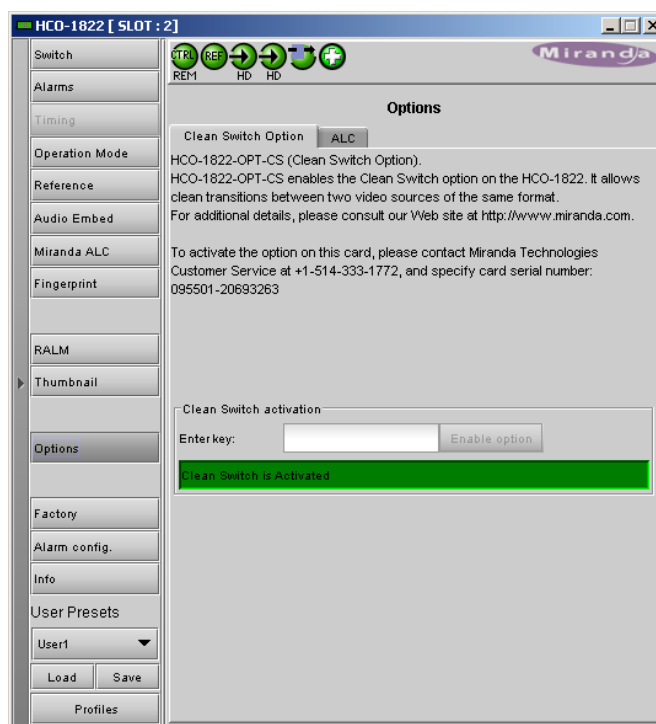 HCO-1822 [ SLOT : 2]
Switch
Alarms
Timing
Operation Mode
Reference
Audio Embed
Miranda ALC
Fingerprint
RALM
Thumbnail
Options
Factory
Alarm config.
Info
User Presets
User1
Load Save
Profiles
CTRL REF
REM HD HD
Miranda
Options
Clean Switch Option ALC
HCO-1822-OPT-CS (Clean Switch Option).
HCO-1822-OPT-CS enables the Clean Switch option on the HCO-1822. It allows
clean transitions between two video sources of the same format.
For additional details, please consult our Web site at http://www.miranda.com.
To activate the option on this card, please contact Miranda Technologies
Customer Service at +1-514-333-1772, and specify card serial number:
095501-20693263
Clean Switch activation
Enter key: Enable option
Clean Switch is Activated